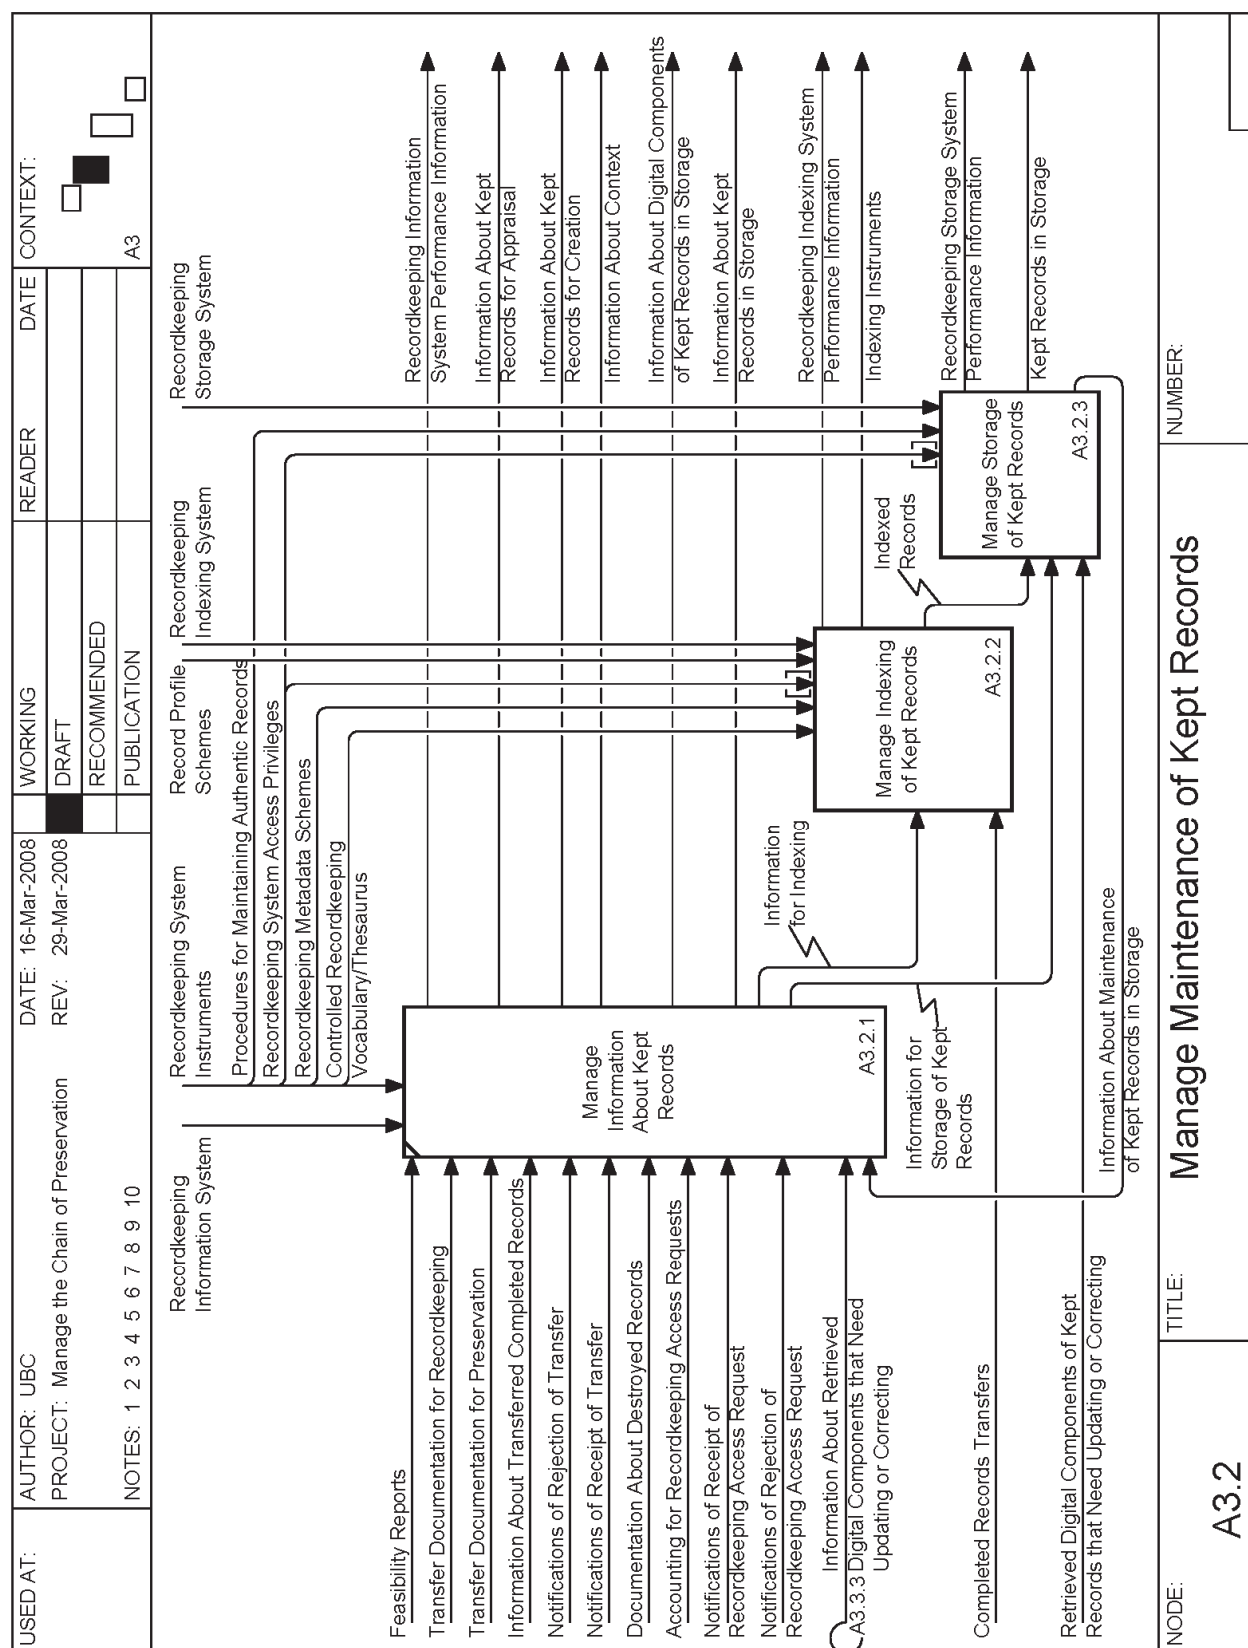 USED AT:
AUTHOR: UBC
PROJECT: Manage the Chain of Preservation
NOTES: 1 2 3 4 5 6 7 8 9 10
DATE: 16-Mar-2008
REV: 29-Mar-2008
WORKING
DRAFT
RECOMMENDED
PUBLICATION
READER
DATE
CONTEXT:
A3
Recordkeeping
Information System
Recordkeeping System
Instruments
Record Profile
Schemes
Recordkeeping
Indexing System
Recordkeeping
Storage System
Procedures for Maintaining Authentic Records
Recordkeeping System Access Privileges
Recordkeeping Metadata Schemes
Controlled Recordkeeping
Vocabulary/Thesaurus
Feasibility Reports
Transfer Documentation for Recordkeeping
Transfer Documentation for Preservation
Information About Transferred Completed Records
Notifications of Rejection of Transfer
Notifications of Receipt of Transfer
Documentation About Destroyed Records
Accounting for Recordkeeping Access Requests
Notifications of Receipt of
Recordkeeping Access Request
Notifications of Rejection of
Recordkeeping Access Request
Information About Retrieved
A3.3.3 Digital Components that Need
Updating or Correcting
Completed Records Transfers
Retrieved Digital Components of Kept
Records that Need Updating or Correcting
Manage
Information
About Kept
Records
A3.2.1
Information
for Indexing
Information for
Storage of Kept
Records
Manage Indexing
of Kept Records
A3.2.2
Indexed
Records
Manage Storage
of Kept Records
A3.2.3
Information About Maintenance
of Kept Records in Storage
Recordkeeping Information
System Performance Information
Information About Kept
Records for Appraisal
Information About Kept
Records for Creation
Information About Context
Information About Digital Components
of Kept Records in Storage
Information About Kept
Records in Storage
Recordkeeping Indexing System
Performance Information
Indexing Instruments
Recordkeeping Storage System
Performance Information
Kept Records in Storage
NODE:
A3.2
TITLE:
Manage Maintenance of Kept Records
NUMBER: